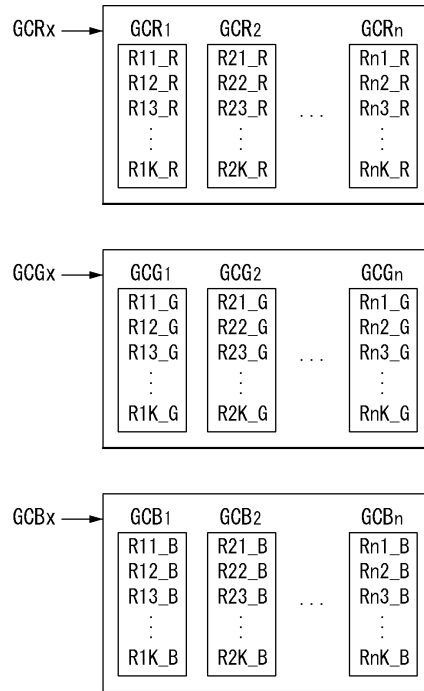 GCRx GCR1 GCR2 GCRn
R11_R R21_R Rn1_R
R12_R R22_R Rn2_R
R13_R R23_R ... Rn3_R
R1K_R R2K_R RnK_R
GCGx GCG1 GCG2 GCGn
R11_G R21_G Rn1_G
R12_G R22_G Rn2_G
R13_G R23_G ... Rn3_G
R1K_G R2K_G RnK_G
GCBx GCB1 GCB2 GCBn
R11_B R21_B Rn1_B
R12_B R22_B Rn2_B
R13_B R23_B ... Rn3_B
R1K_B R2K_B RnK_B